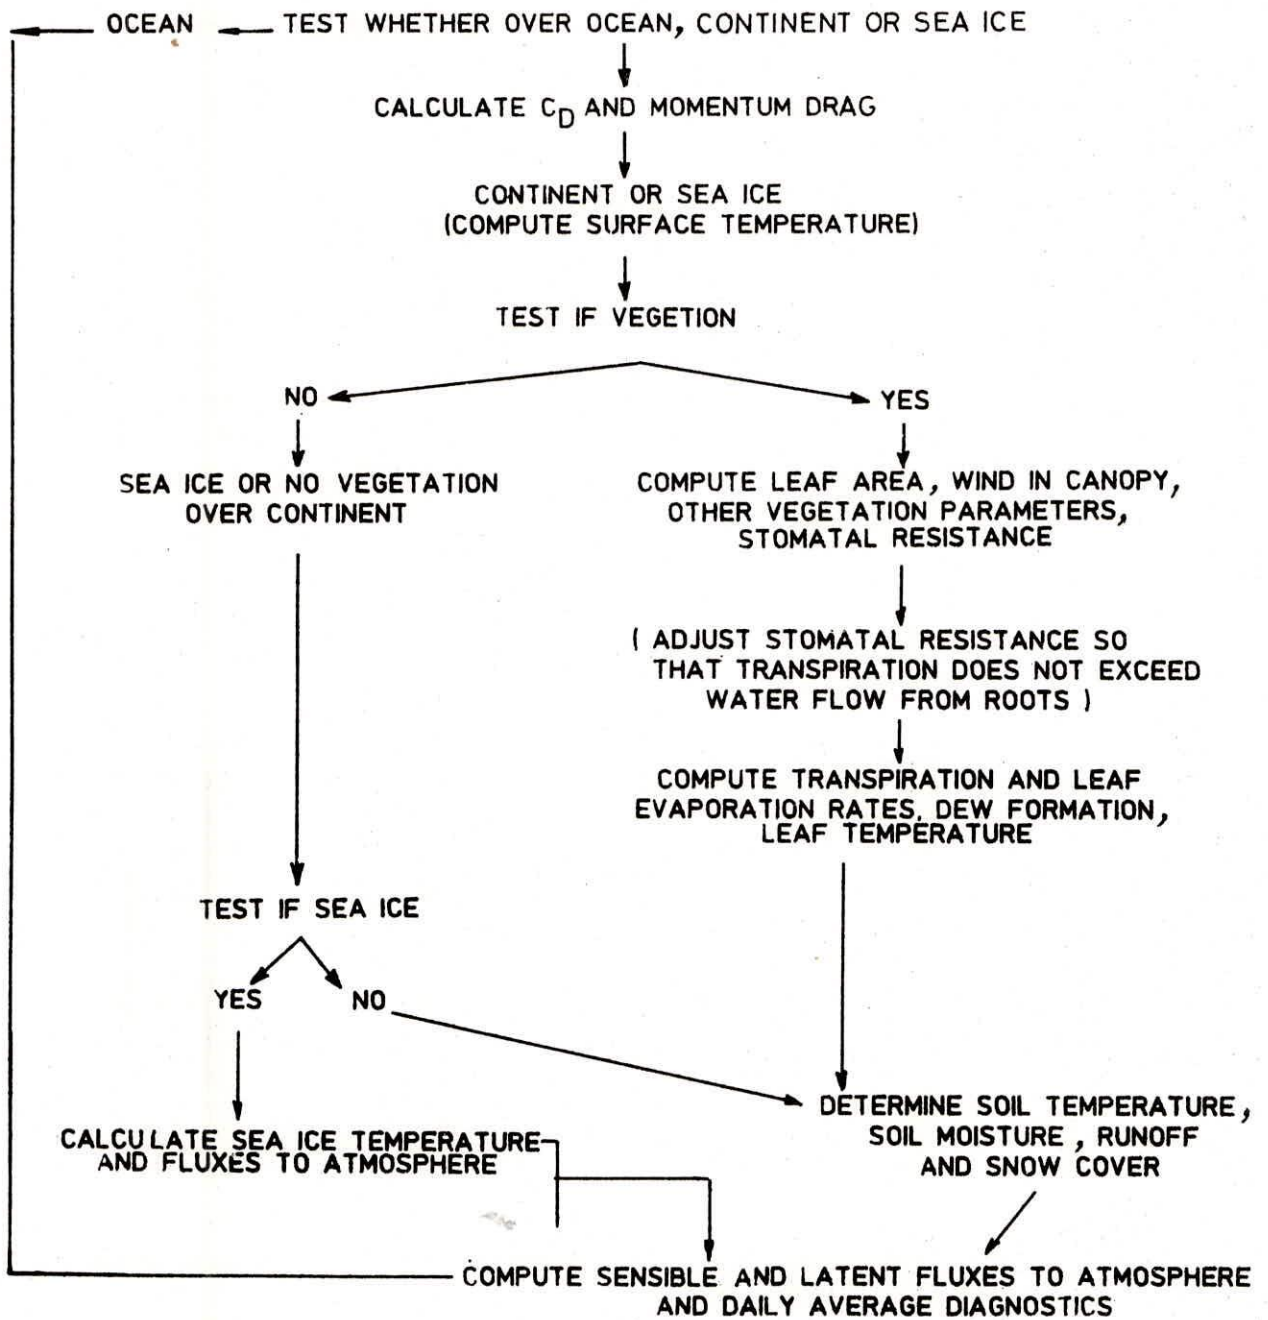 OCEAN TEST WHETHER OVER OCEAN, CONTINENT OR SEA ICE
CALCULATE CD AND MOMENTUM DRAG
CONTINENT OR SEA ICE
(COMPUTE SURFACE TEMPERATURE)
TEST IF VEGETION
NO YES
SEA ICE OR NO VEGETATION
OVER CONTINENT
COMPUTE LEAF AREA, WIND IN CANOPY,
OTHER VEGETATION PARAMETERS,
STOMATAL RESISTANCE
( ADJUST STOMATAL RESISTANCE SO
THAT TRANSPIRATION DOES NOT EXCEED
WATER FLOW FROM ROOTS )
COMPUTE TRANSPIRATION AND LEAF
EVAPORATION RATES, DEW FORMATION,
LEAF TEMPERATURE
TEST IF SEA ICE
YES NO
CALCULATE SEA ICE TEMPERATURE
AND FLUXES TO ATMOSPHERE
DETERMINE SOIL TEMPERATURE,
SOIL MOISTURE, RUNOFF
AND SNOW COVER
COMPUTE SENSIBLE AND LATENT FLUXES TO ATMOSPHERE
AND DAILY AVERAGE DIAGNOSTICS